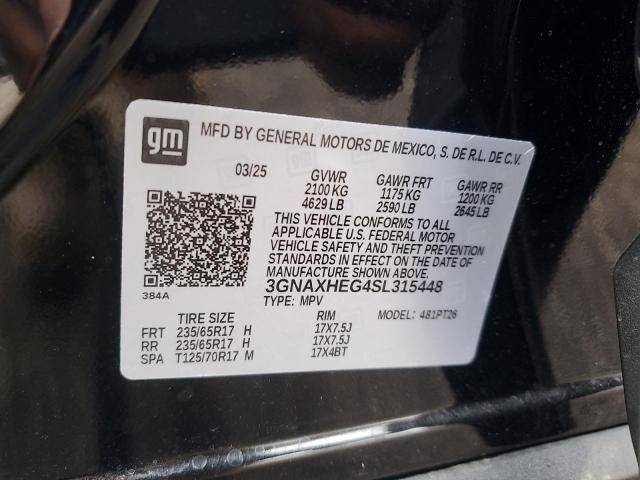 gm
MFD BY GENERAL MOTORS DE MEXICO, S. DE R.L. DE C.V.
03/25 GVWR GAWR FRT GAWR RR
2100 KG 1175 KG 1200 KG
4629 LB 2590 LB 2645 LB
THIS VEHICLE CONFORMS TO ALL
APPLICABLE U.S. FEDERAL MOTOR
VEHICLE SAFETY AND THEFT PREVENTION
STANDARDS IN EFFECT ON THE DATE OF
MANUFACTURE SHOWN ABOVE.
384A
3GNAXHEG4SL315448
TYPE: MPV MODEL: 481PT26
TIRE SIZE RIM
FRT 235/65R17 H 17X7.5J
RR 235/65R17 H 17X7.5J
SPA T125/70R17 M 17X4BT